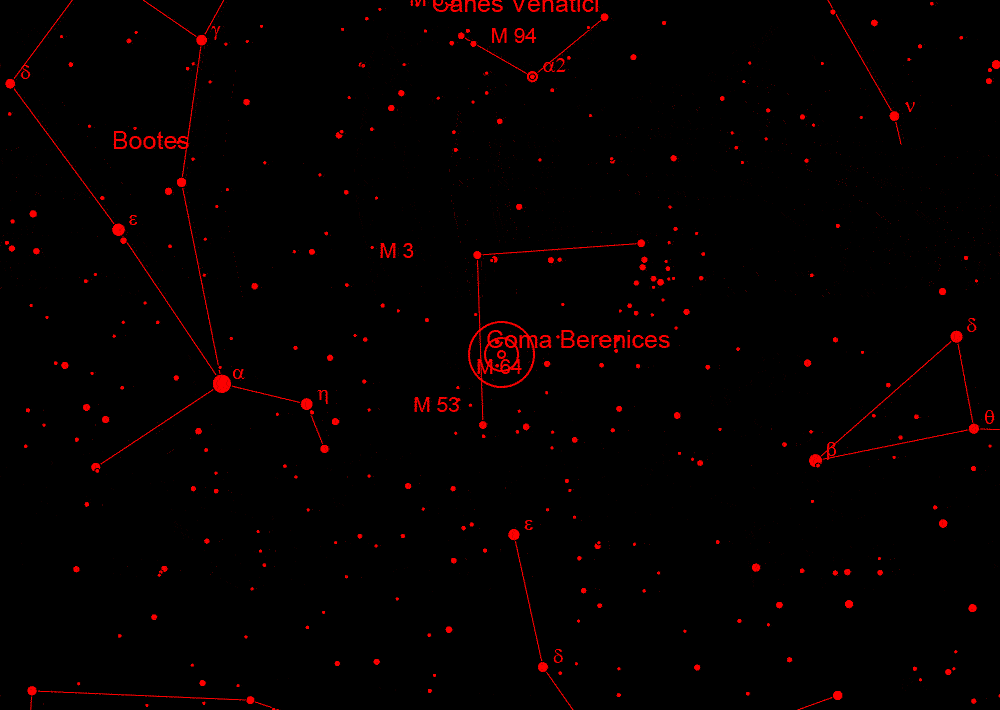 Canes Venatici
M 94
γ
δ
α2
ν
Bootes
ε
M 3
δ
Coma Berenices
M 64
α
η
M 53
θ
β
ε
δ